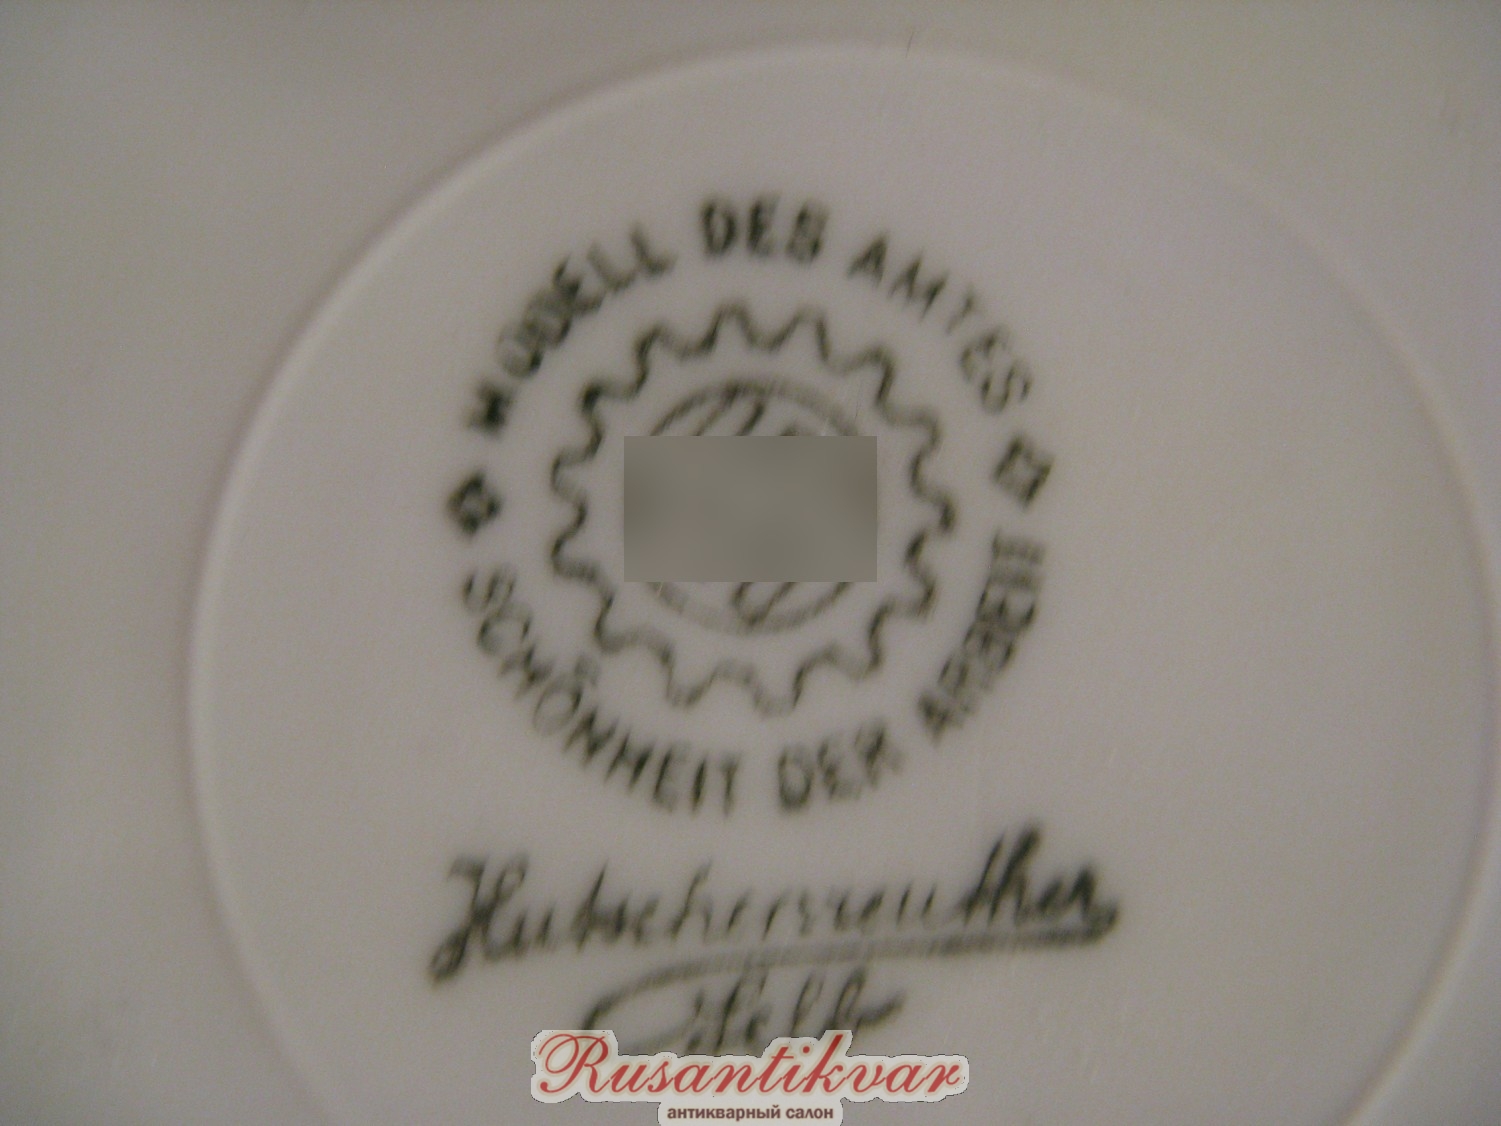 MODELL DES AMTES
SCHÖNHEIT DER ARBEIT
Hutschenreuther
Selb
Rusantikvar
антикварный салон